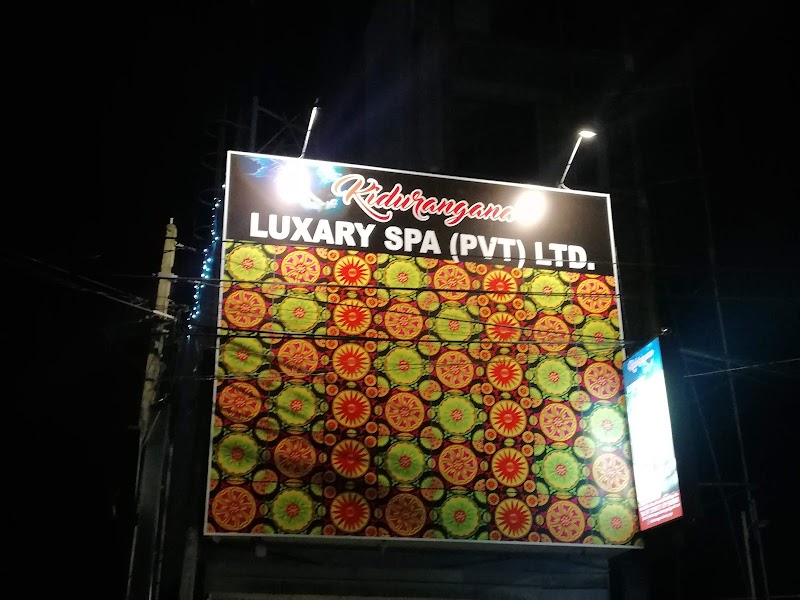 Kidurangana
LUXARY SPA (PVT) LTD.